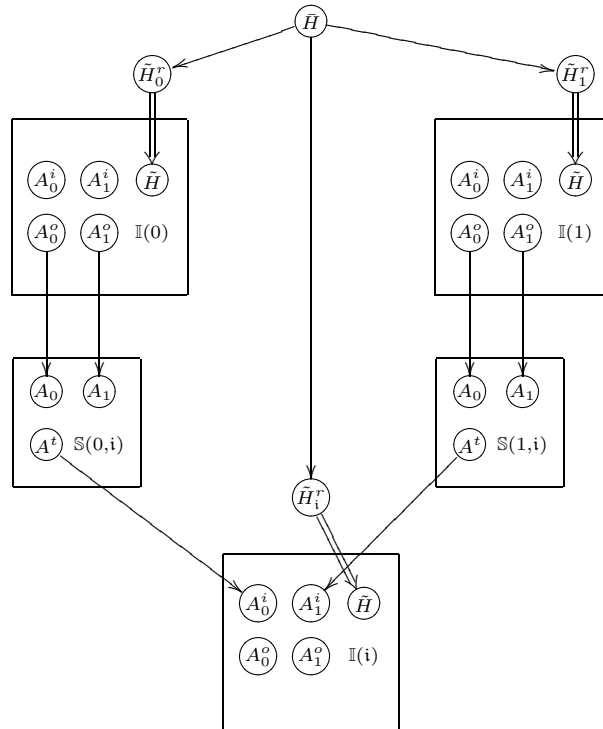 H̄
H̃₀ʳ H̃₁ʳ
A₀ⁱ A₁ⁱ H̃ A₀ⁱ A₁ⁱ H̃
A₀ᵒ A₁ᵒ 𝕀(0) A₀ᵒ A₁ᵒ 𝕀(1)
A₀ A₁ A₀ A₁
Aᵗ 𝕊(0,𝔦) Aᵗ 𝕊(1,𝔦)
H̃_𝔦ʳ
A₀ⁱ A₁ⁱ H̃
A₀ᵒ A₁ᵒ 𝕀(𝔦)